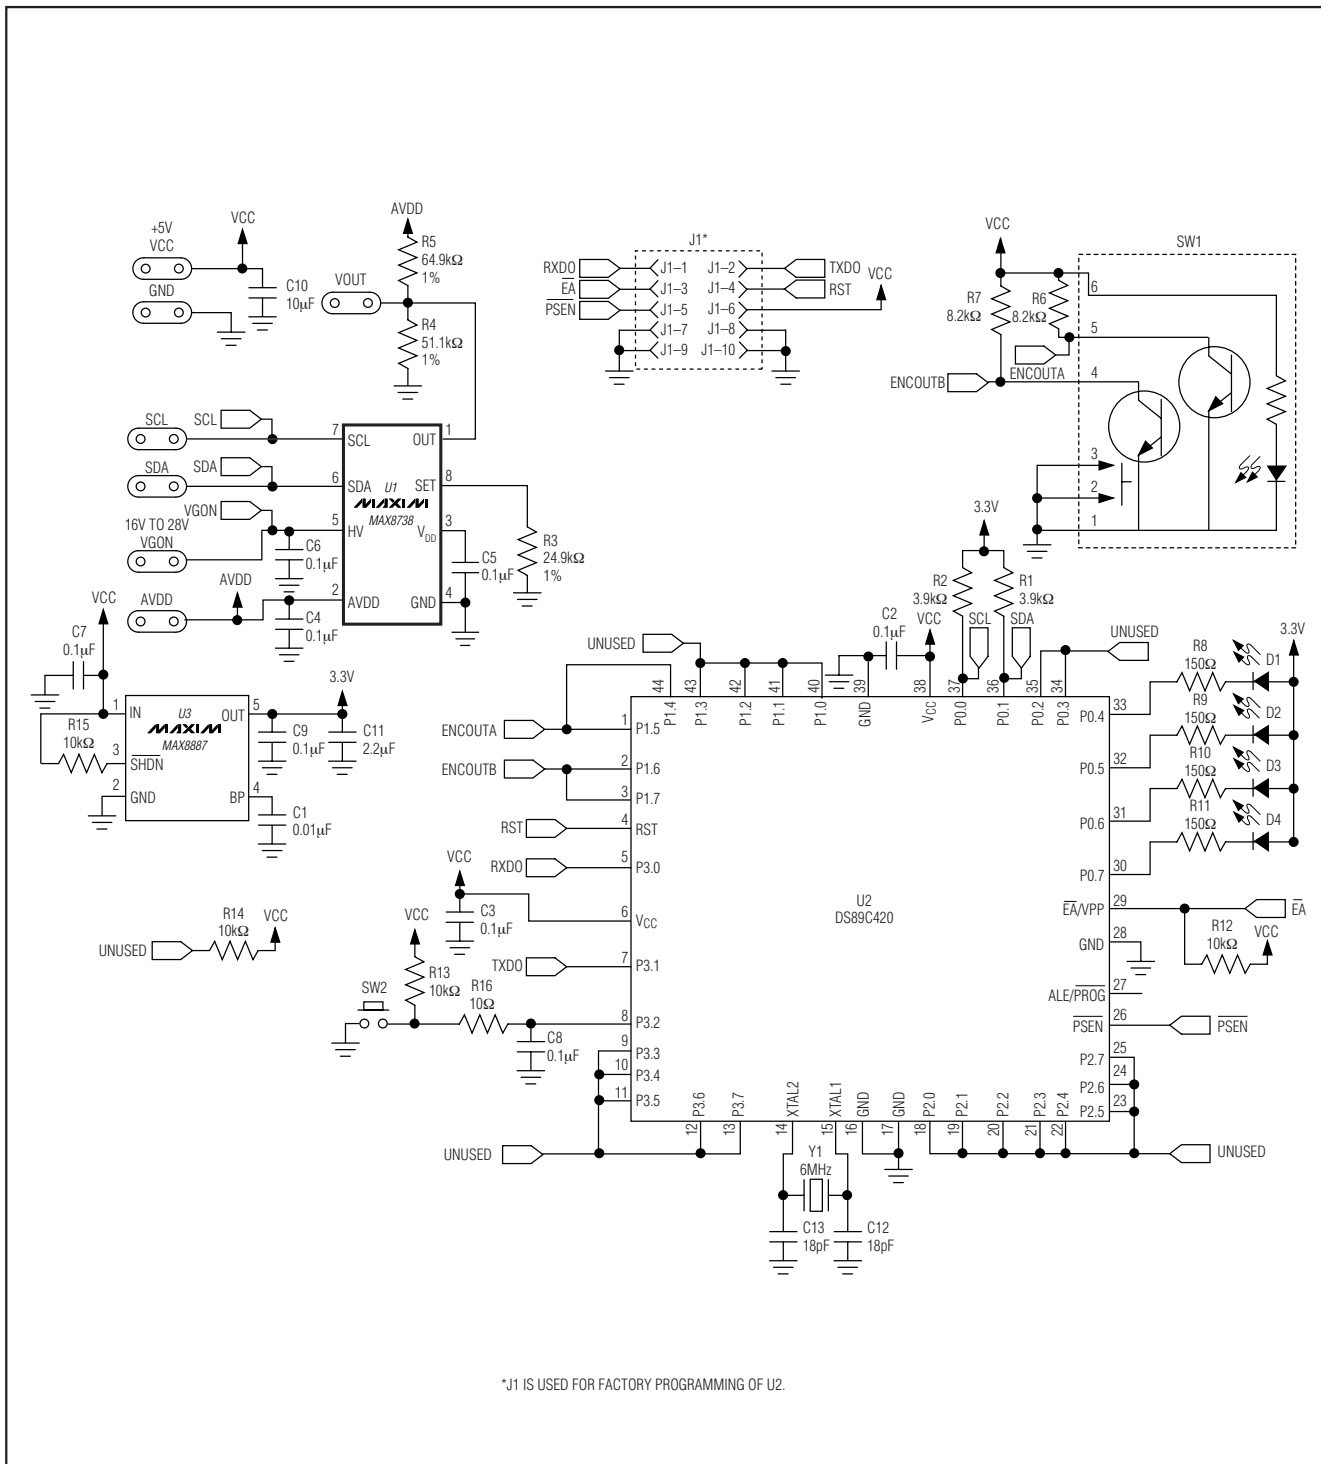 +5V
VCC
VCC
GND
C10
10µF
AVDD
R5
64.9kΩ
1%
VOUT
R4
51.1kΩ
1%
J1*
RXD0
J1–1
J1–2
TXD0
EA
J1–3
J1–4
RST
VCC
PSEN
J1–5
J1–6
J1–7
J1–8
J1–9
J1–10
VCC
SW1
R7
8.2kΩ
R6
8.2kΩ
6
5
ENCOUTB
ENCOUTA
4
3
2
1
SCL
SCL
7
SCL
OUT
1
SDA
SDA
6
SDA
U1
SET
8
MAXIM
MAX8738
VGON
16V TO 28V
VGON
5
HV
VDD
3
C6
0.1µF
C5
0.1µF
R3
24.9kΩ
1%
AVDD
AVDD
2
AVDD
GND
4
C4
0.1µF
VCC
C7
0.1µF
3.3V
1
IN
U3
OUT
5
MAXIM
MAX8887
R15
10kΩ
3
SHDN
2
GND
BP
4
C9
0.1µF
C11
2.2µF
C1
0.01µF
3.3V
R2
3.9kΩ
R1
3.9kΩ
C2
0.1µF
VCC
SCL
SDA
UNUSED
UNUSED
44
43
42
41
40
39
38
37
36
35
34
P1.4
P1.3
P1.2
P1.1
P1.0
GND
VCC
P0.0
P0.1
P0.2
P0.3
3.3V
R8
150Ω
D1
R9
150Ω
D2
R10
150Ω
D3
R11
150Ω
D4
ENCOUTA
1
P1.5
P0.4
33
ENCOUTB
2
P1.6
P0.5
32
3
P1.7
RST
4
RST
P0.6
31
RXD0
5
P3.0
P0.7
30
VCC
C3
0.1µF
6
VCC
U2
DS89C420
EA/VPP
29
EA
GND
28
R12
10kΩ
VCC
UNUSED
R14
10kΩ
VCC
TXD0
7
P3.1
ALE/PROG
27
VCC
R13
10kΩ
SW2
R16
10Ω
8
P3.2
PSEN
26
PSEN
C8
0.1µF
9
P3.3
P2.7
25
10
P3.4
P2.6
24
11
P3.5
P2.5
23
P3.6
P3.7
XTAL2
XTAL1
GND
GND
P2.0
P2.1
P2.2
P2.3
P2.4
12
13
14
15
16
17
18
19
20
21
22
UNUSED
UNUSED
Y1
6MHz
C13
18pF
C12
18pF
*J1 IS USED FOR FACTORY PROGRAMMING OF U2.